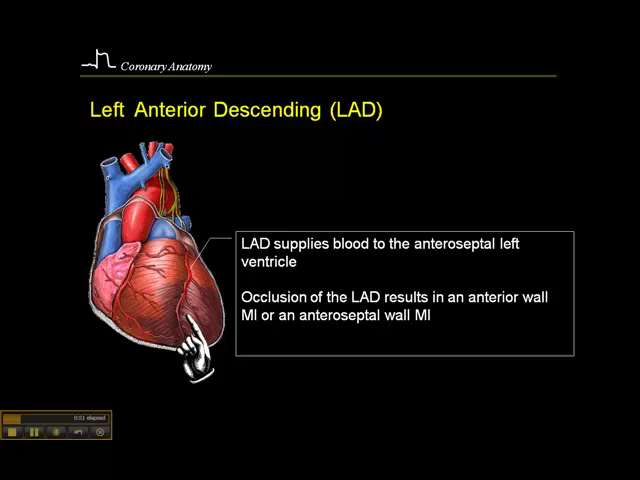 Coronary Anatomy
Left Anterior Descending (LAD)
LAD supplies blood to the anteroseptal left
ventricle
Occlusion of the LAD results in an anterior wall
MI or an anteroseptal wall MI
6:51 elapsed